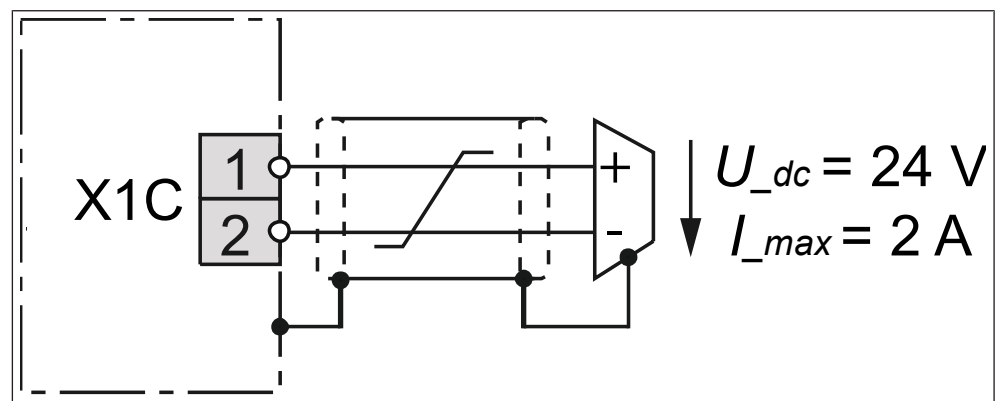 X1C
1
2
+
-
U_dc = 24 V
I_max = 2 A